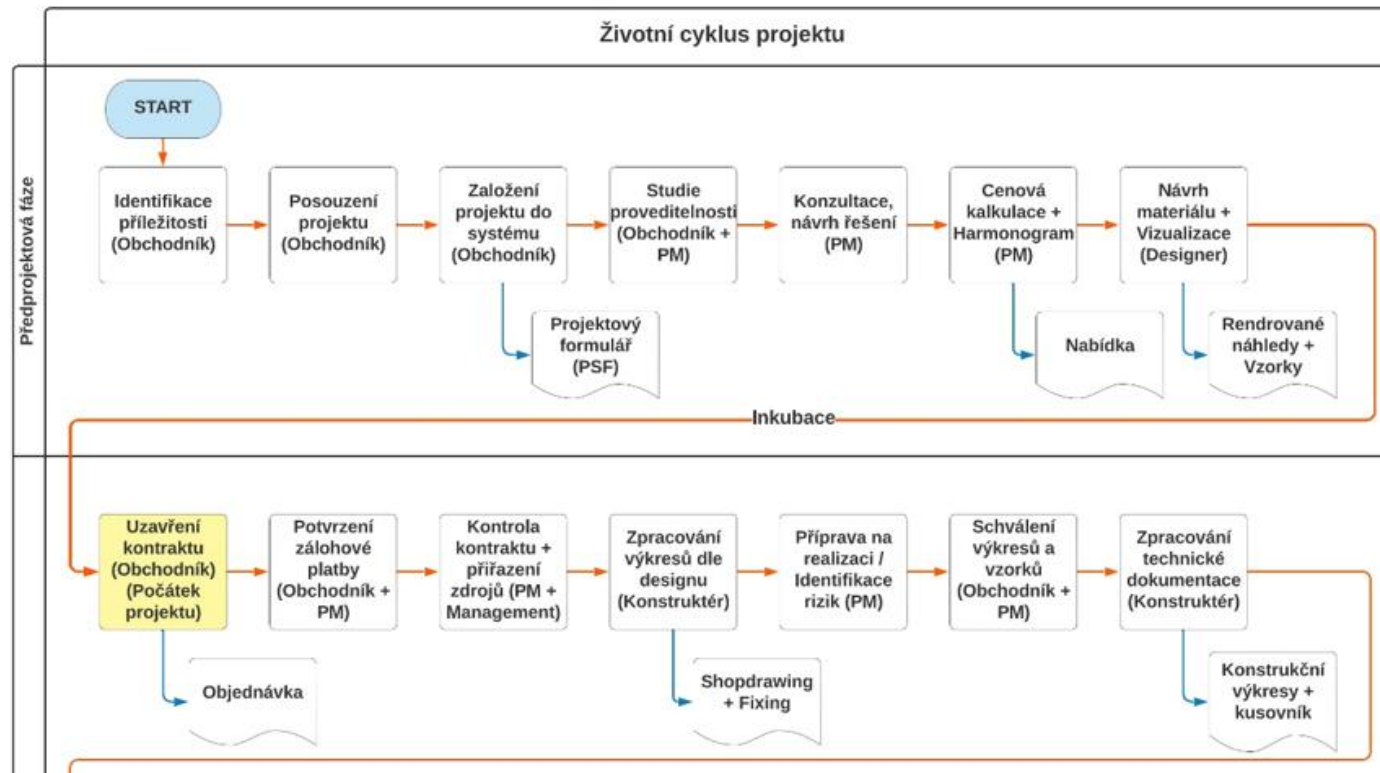 Životní cyklus projektu
Předprojektová fáze
START
Identifikace
příležitosti
(Obchodník)
Posouzení
projektu
(Obchodník)
Založení
projektu do
systému
(Obchodník)
Studie
proveditelnosti
(Obchodník +
PM)
Konzultace,
návrh řešení
(PM)
Cenová
kalkulace +
Harmonogram
(PM)
Návrh
materiálu +
Vizualizace
(Designer)
Projektový
formulář
(PSF)
Nabídka
Rendrované
náhledy +
Vzorky
Inkubace
Uzavření
kontraktu
(Obchodník)
(Počátek
projektu)
Potvrzení
zálohové
platby
(Obchodník +
PM)
Kontrola
kontraktu +
přiřazení
zdrojů (PM +
Management)
Zpracování
výkresů dle
designu
(Konstruktér)
Příprava na
realizaci /
Identifikace
rizik (PM)
Schválení
výkresů a
vzorků
(Obchodník +
PM)
Zpracování
technické
dokumentace
(Konstruktér)
Objednávka
Shopdrawing
+ Fixing
Konstrukční
výkresy +
kusovník